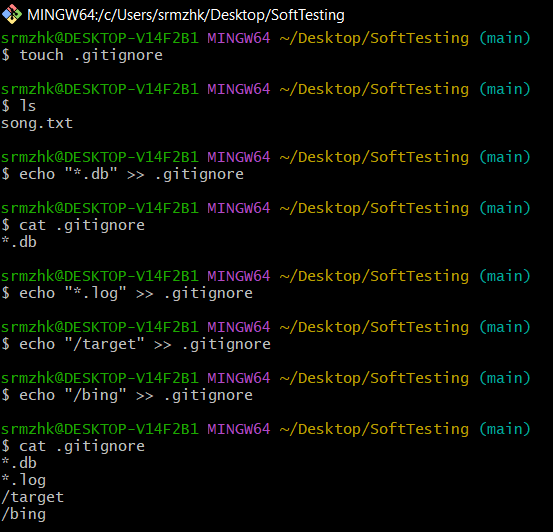 MINGW64:/c/Users/srmzhk/Desktop/SoftTesting
srmzhk@DESKTOP-V14F2B1 MINGW64 ~/Desktop/SoftTesting (main)
$ touch .gitignore
srmzhk@DESKTOP-V14F2B1 MINGW64 ~/Desktop/SoftTesting (main)
$ ls
song.txt
srmzhk@DESKTOP-V14F2B1 MINGW64 ~/Desktop/SoftTesting (main)
$ echo "*.db" >> .gitignore
srmzhk@DESKTOP-V14F2B1 MINGW64 ~/Desktop/SoftTesting (main)
$ cat .gitignore
*.db
srmzhk@DESKTOP-V14F2B1 MINGW64 ~/Desktop/SoftTesting (main)
$ echo "*.log" >> .gitignore
srmzhk@DESKTOP-V14F2B1 MINGW64 ~/Desktop/SoftTesting (main)
$ echo "/target" >> .gitignore
srmzhk@DESKTOP-V14F2B1 MINGW64 ~/Desktop/SoftTesting (main)
$ echo "/bing" >> .gitignore
srmzhk@DESKTOP-V14F2B1 MINGW64 ~/Desktop/SoftTesting (main)
$ cat .gitignore
*.db
*.log
/target
/bing